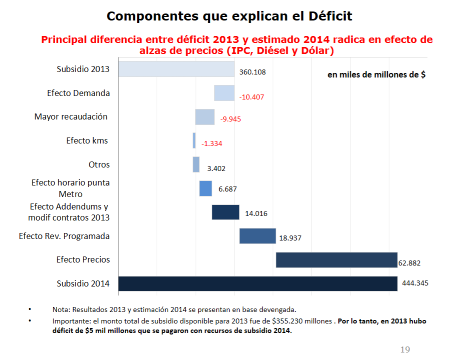 Componentes que explican el Déficit
Principal diferencia entre déficit 2013 y estimado 2014 radica en efecto de
alzas de precios (IPC, Diésel y Dólar)
en miles de millones de $
Subsidio 2013
360.108
Efecto Demanda
-10.407
Mayor recaudación
-9.945
Efecto kms
-1.334
Otros
3.402
Efecto horario punta
Metro
6.687
Efecto Addendums y
modif contratos 2013
14.016
Efecto Rev. Programada
18.937
Efecto Precios
62.882
Subsidio 2014
444.345
• Nota: Resultados 2013 y estimación 2014 se presentan en base devengada.
• Importante: el monto total de subsidio disponible para 2013 fue de $355.230 millones . Por lo tanto, en 2013 hubo
déficit de $5 mil millones que se pagaron con recursos de subsidio 2014.
19